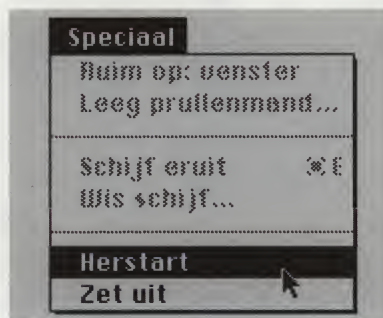 Speciaal
Ruim op: venster
Leeg prullenmand...
Schijf eruit ⌘E
Wis schijf...
Herstart
Zet uit